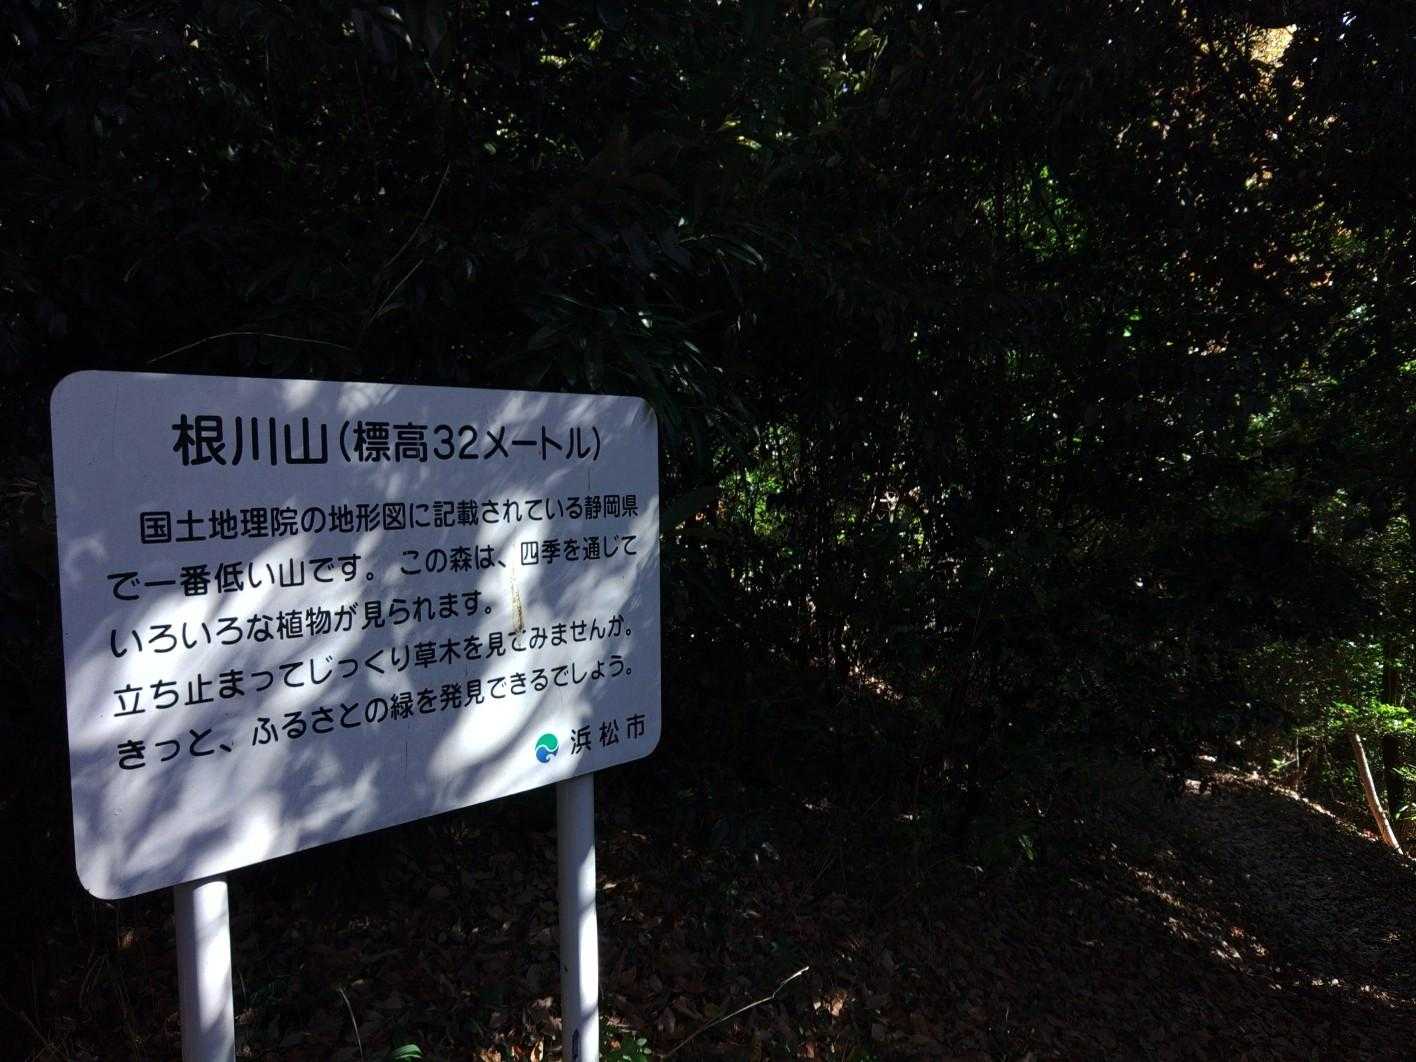 根川山(標高32メートル)
国土地理院の地形図に記載されている静岡県
で一番低い山です。この森は、四季を通じて
いろいろな植物が見られます。
立ち止まってじっくり草木を見てみませんか。
きっと、ふるさとの緑を発見できるでしょう。
浜松市